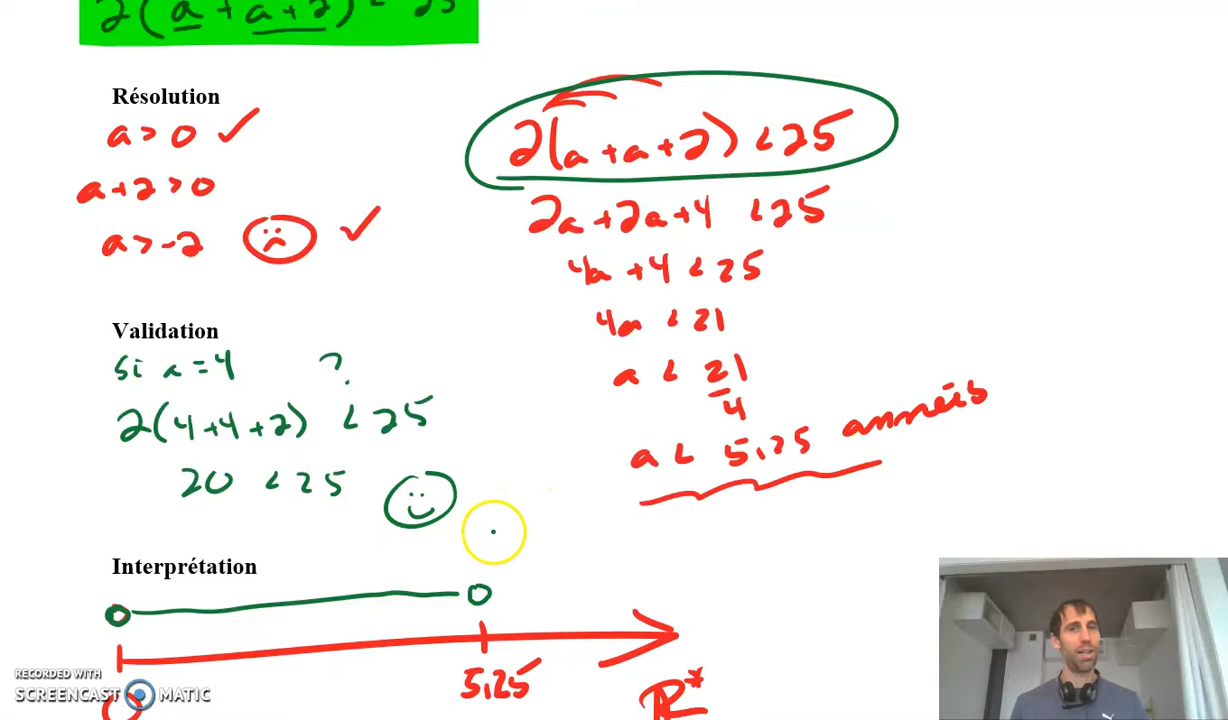 2(a + a+2) < 25
Résolution
a > 0 ✓
a+2 > 0
a > -2 ✓
2(a+a+2) < 25
2a+2a+4 < 25
4a +4 < 25
4a < 21
a < 21/4
a < 5,25 années
Validation
si a = 4 ?
2(4+4+2) < 25
20 < 25
Interprétation
0 5,25
ℝ*
RECORDED WITH
SCREENCAST MATIC